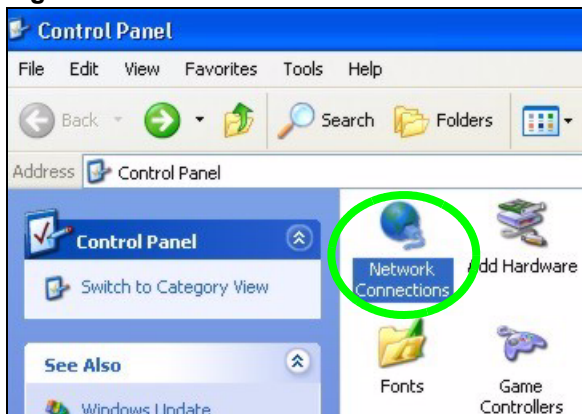 Control Panel
File Edit View Favorites Tools Help
Back Search Folders
Address Control Panel
Control Panel
Switch to Category View
See Also
Windows Update
Network
Connections
Add Hardware
Fonts
Game
Controllers